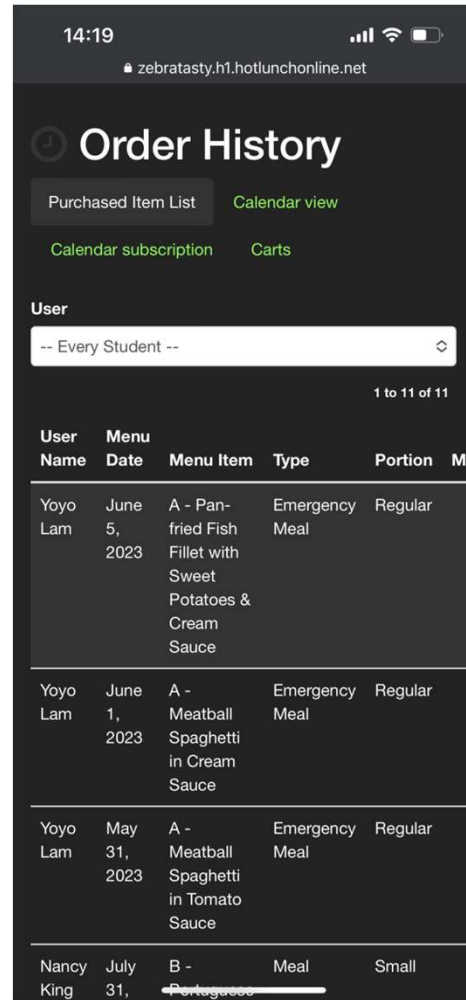 14:19
zebratasty.h1.hotlunchonline.net
Order History
Purchased Item List Calendar view
Calendar subscription Carts
User
-- Every Student --
1 to 11 of 11
User Menu
Name Date Menu Item Type Portion M
Yoyo June A - Pan- Emergency Regular
Lam 5, fried Fish Meal
2023 Fillet with
Sweet
Potatoes &
Cream
Sauce
Yoyo June A - Emergency Regular
Lam 1, Meatball Meal
2023 Spaghetti
in Cream
Sauce
Yoyo May A - Emergency Regular
Lam 31, Meatball Meal
2023 Spaghetti
in Tomato
Sauce
Nancy July B - Meal Small
King 31,